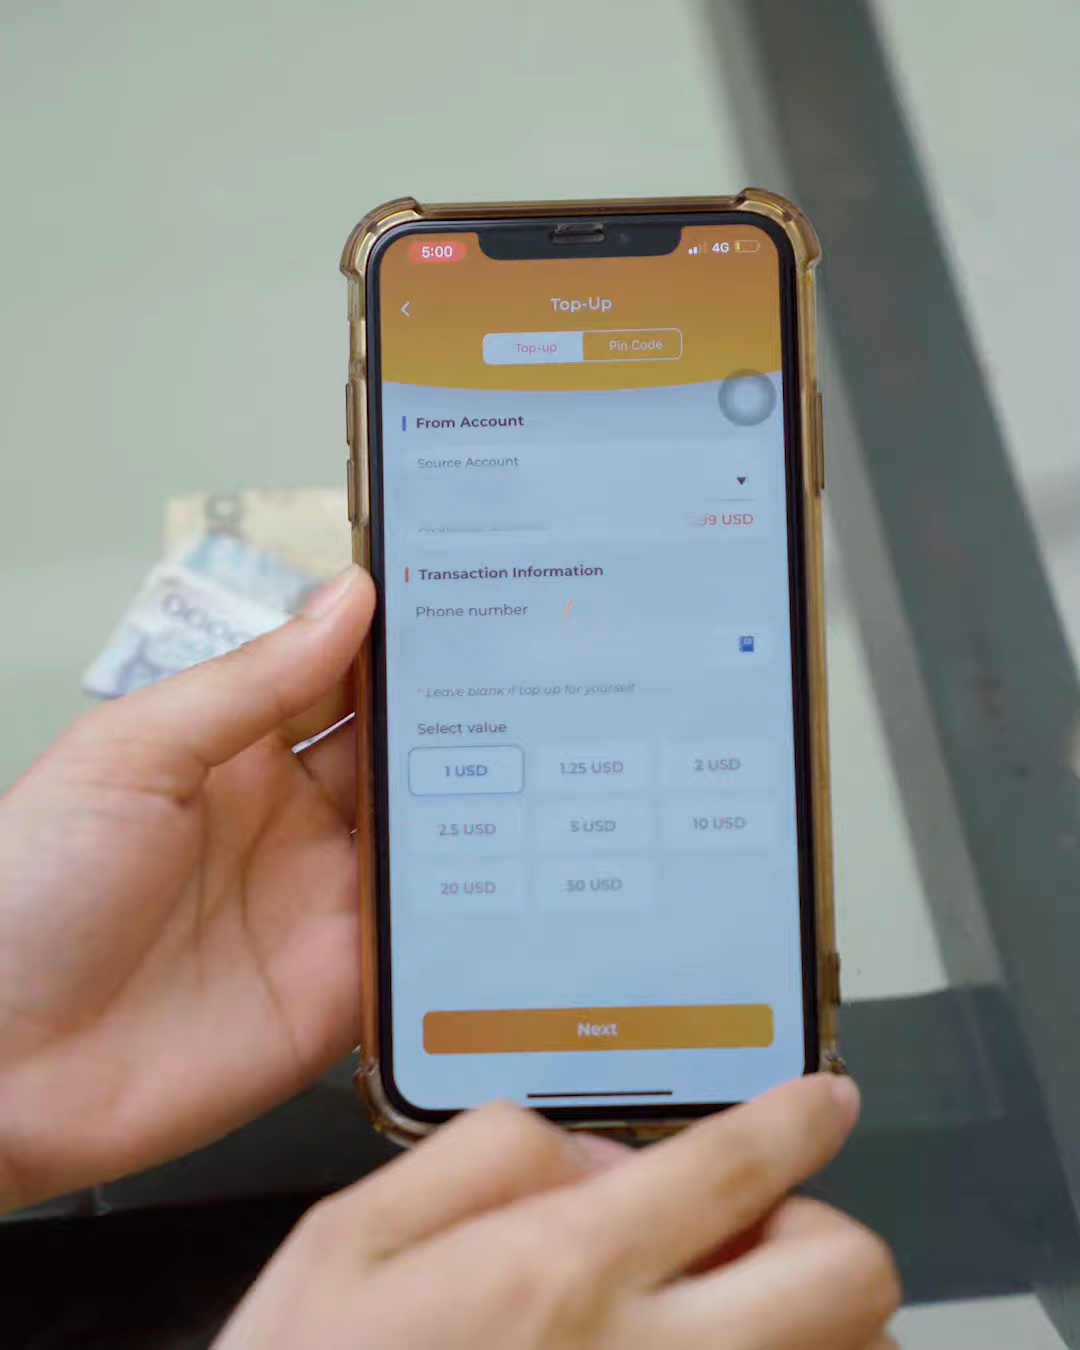 5:00
4G
Top-Up
Top-up
Pin Code
From Account
Source Account
99 USD
Transaction Information
Phone number
* Leave blank if top up for yourself
Select value
1 USD
1.25 USD
2 USD
2.5 USD
5 USD
10 USD
20 USD
50 USD
Next